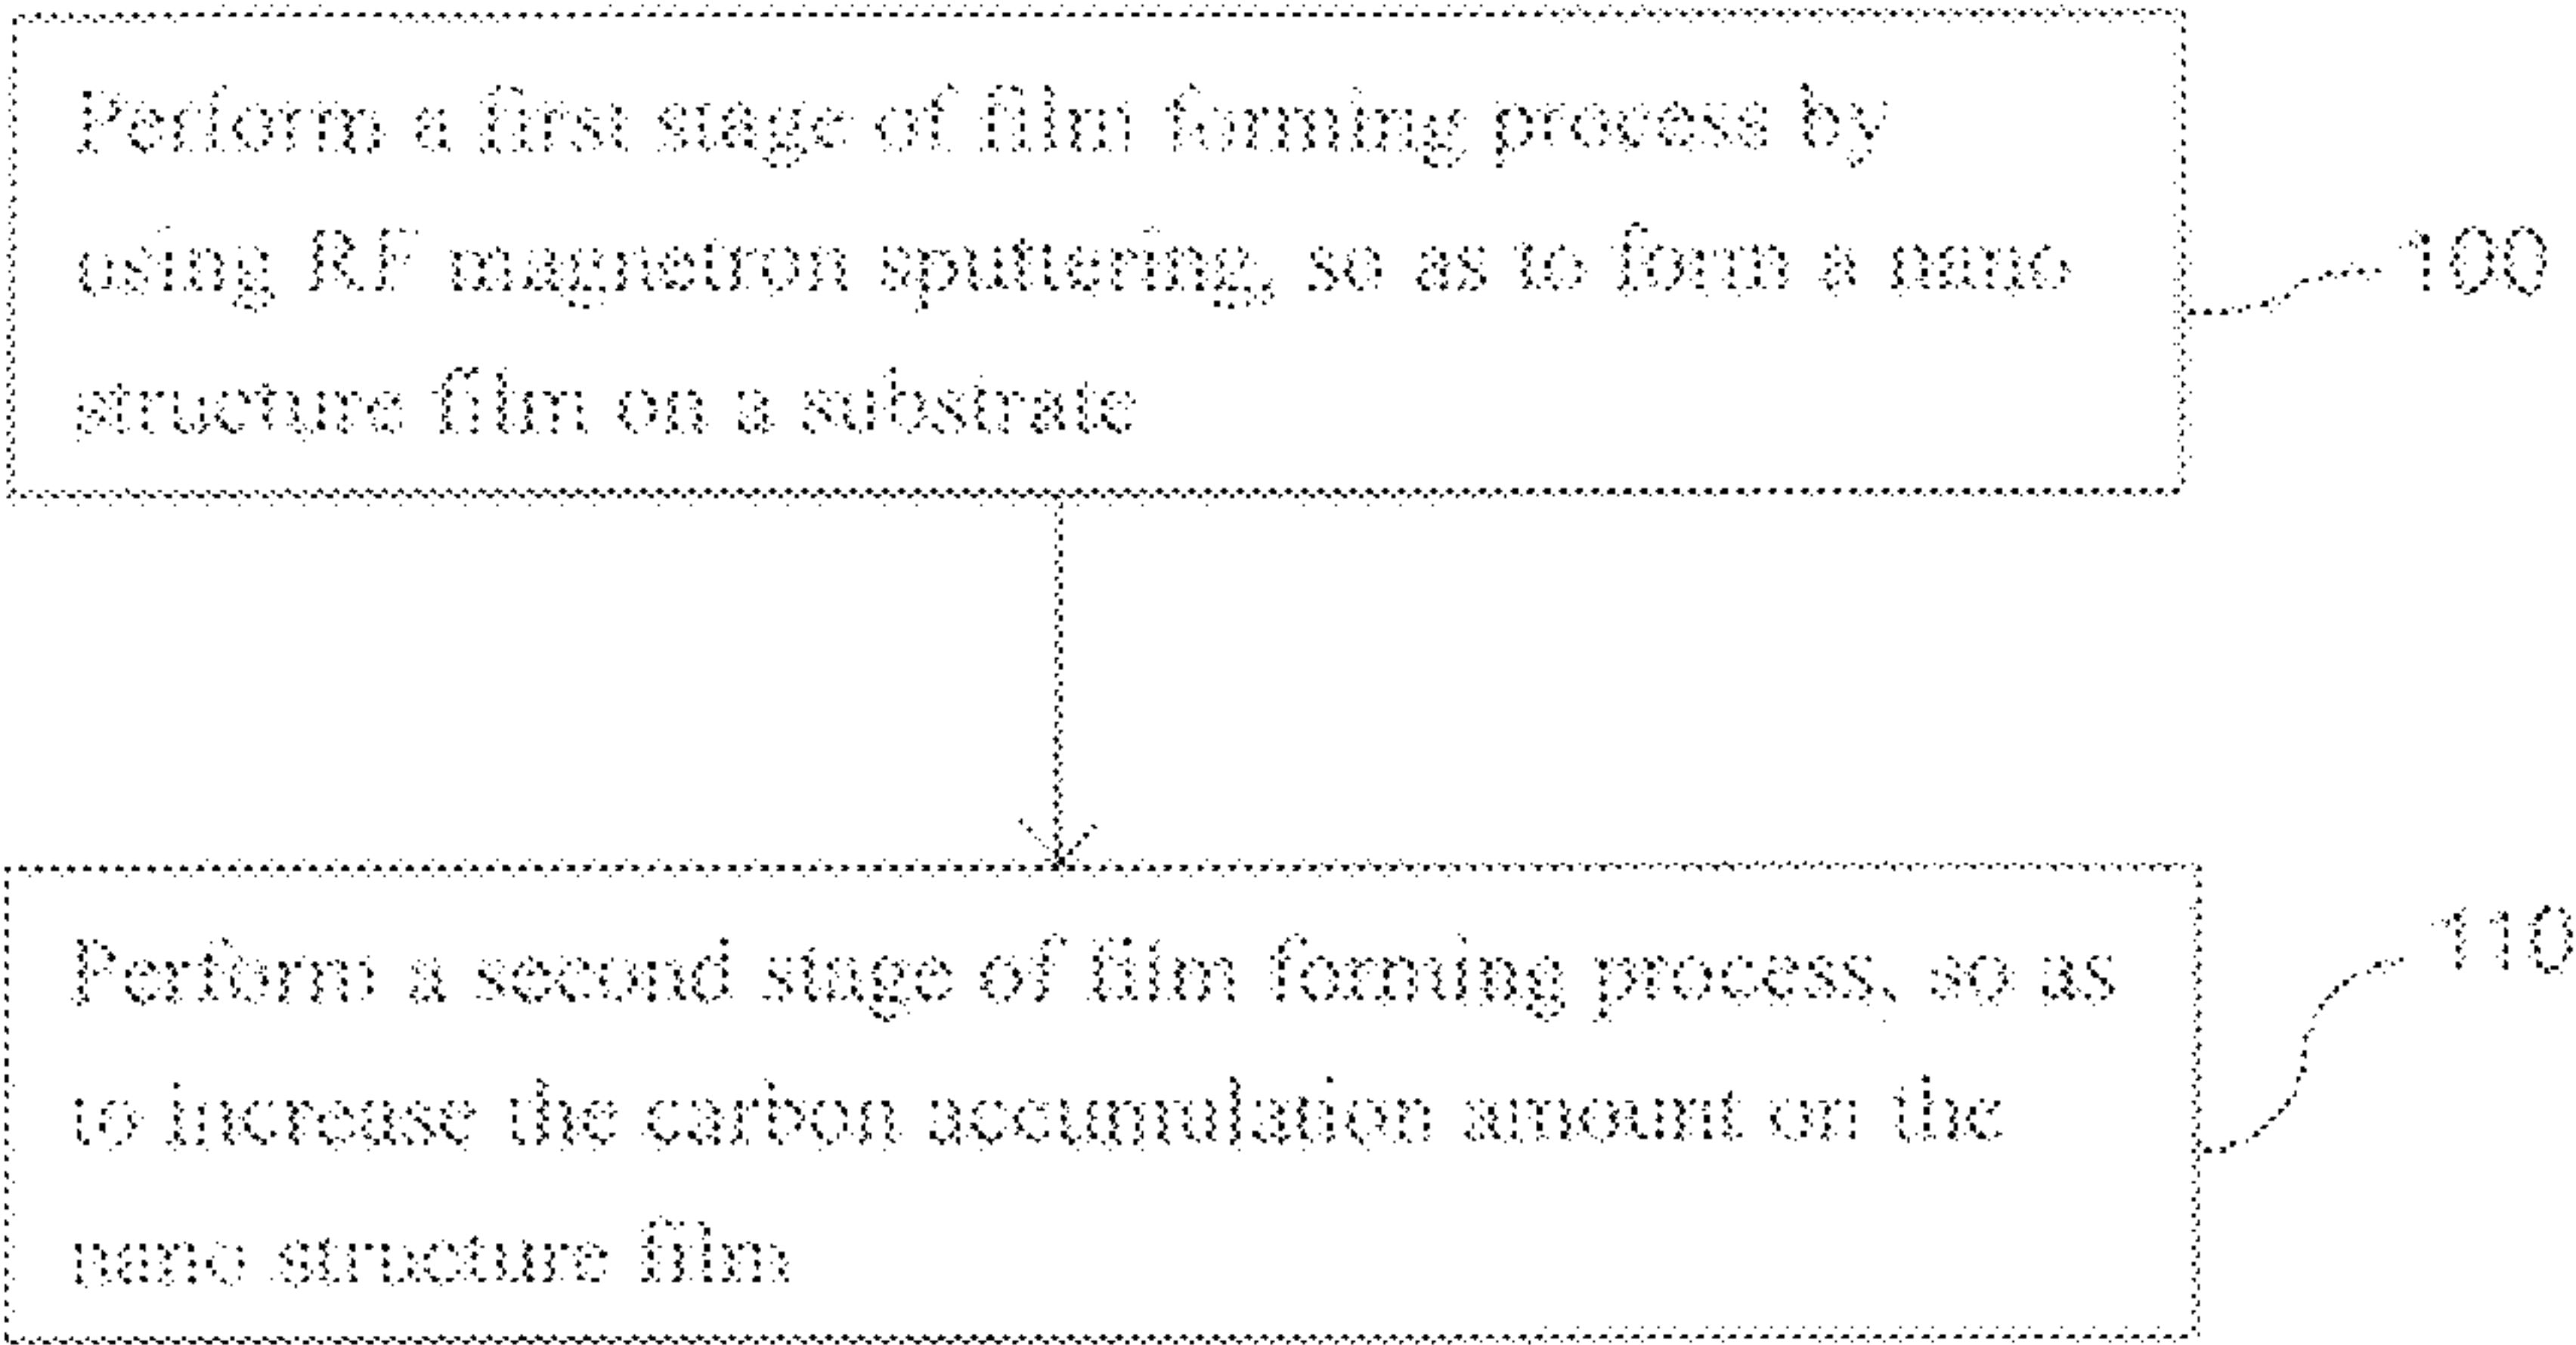 Perform a first stage of film forming process by
using RF magnetron sputtering, so as to form a nano
structure film on a substrate
100
Perform a second stage of film forming process, so as
to increase the carbon accumulation amount on the
nano structure film
110